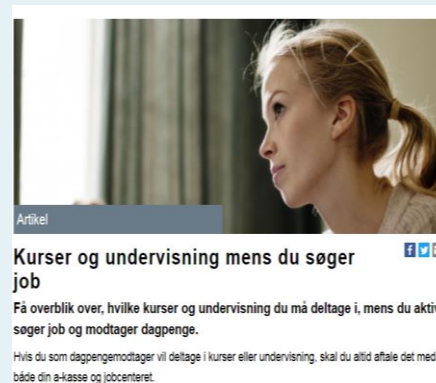 Artikel
Kurser og undervisning mens du søger
job
Få overblik over, hvilke kurser og undervisning du må deltage i, mens du aktiv
søger job og modtager dagpenge.
Hvis du som dagpengemodtager vil deltage i kurser eller undervisning, skal du altid aftale det med
både din a-kasse og jobcenteret.